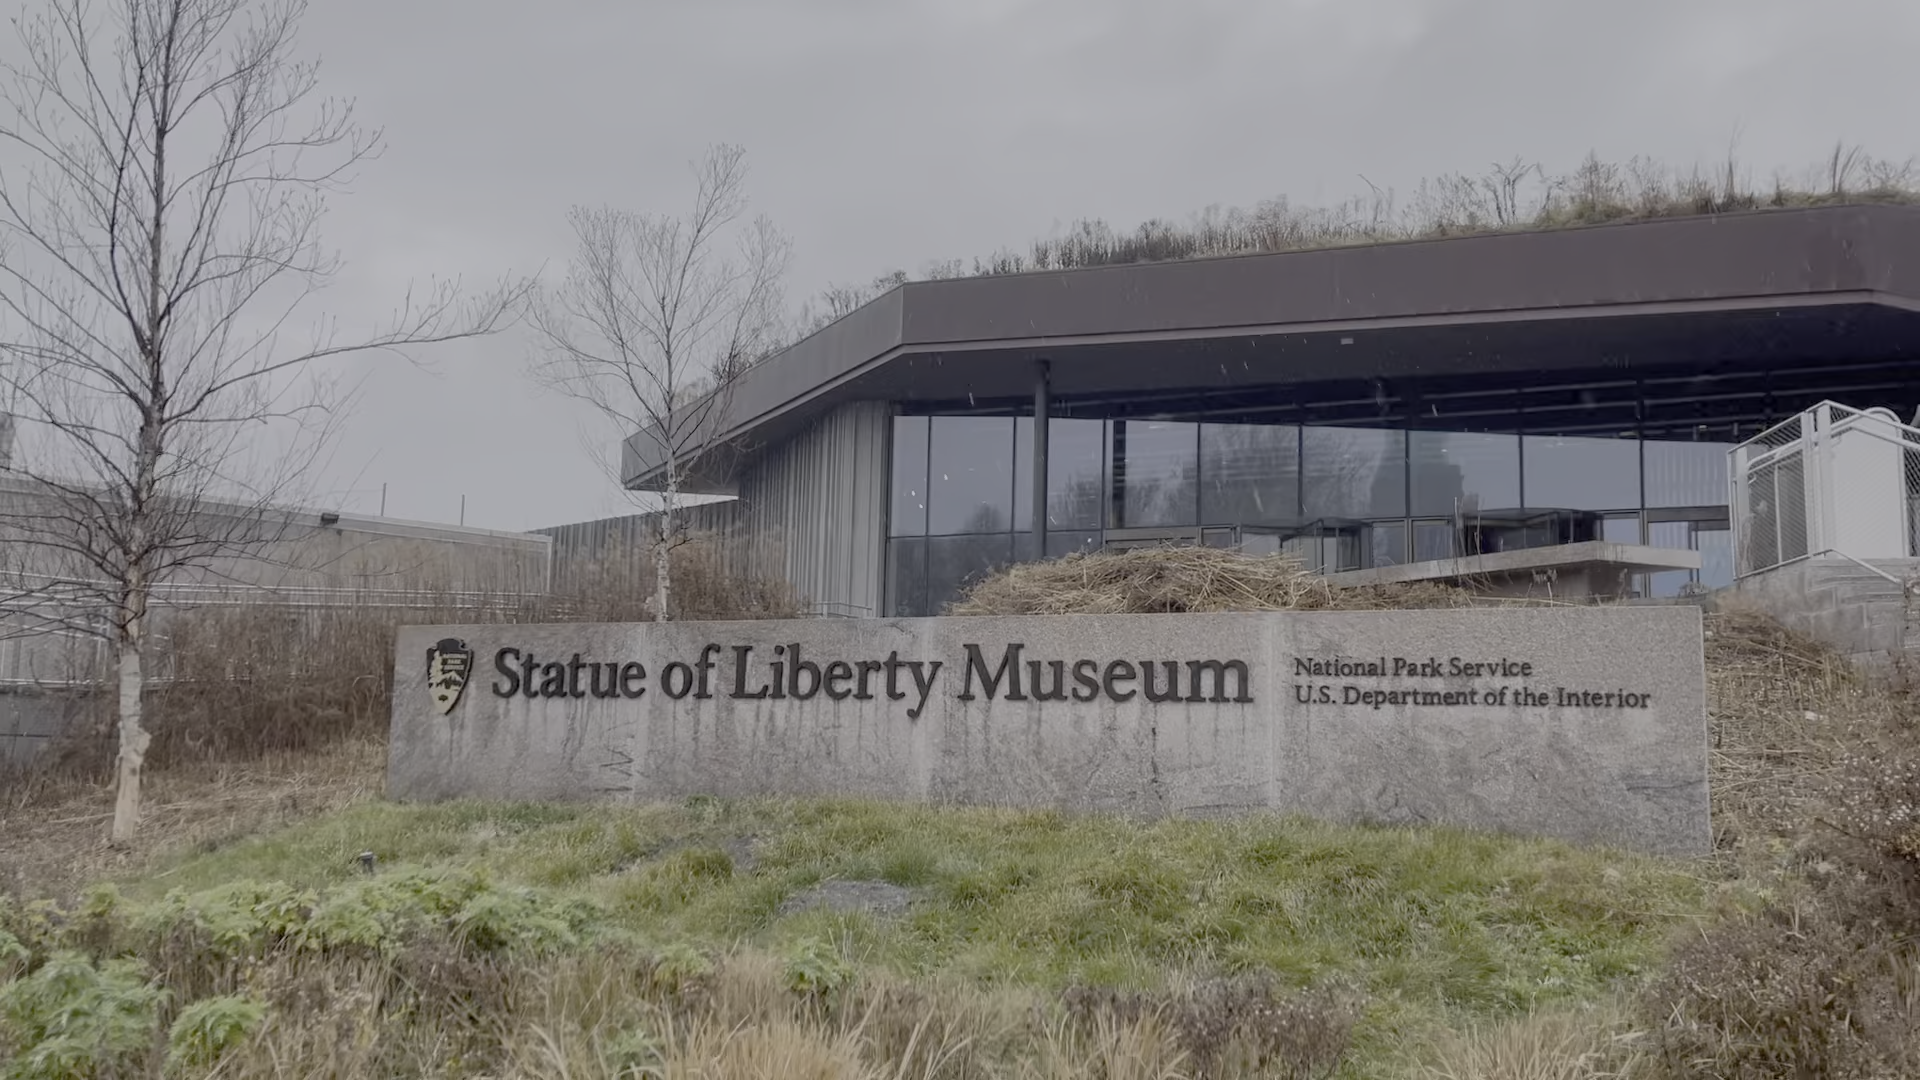 Statue of Liberty Museum
National Park Service
U.S. Department of the Interior